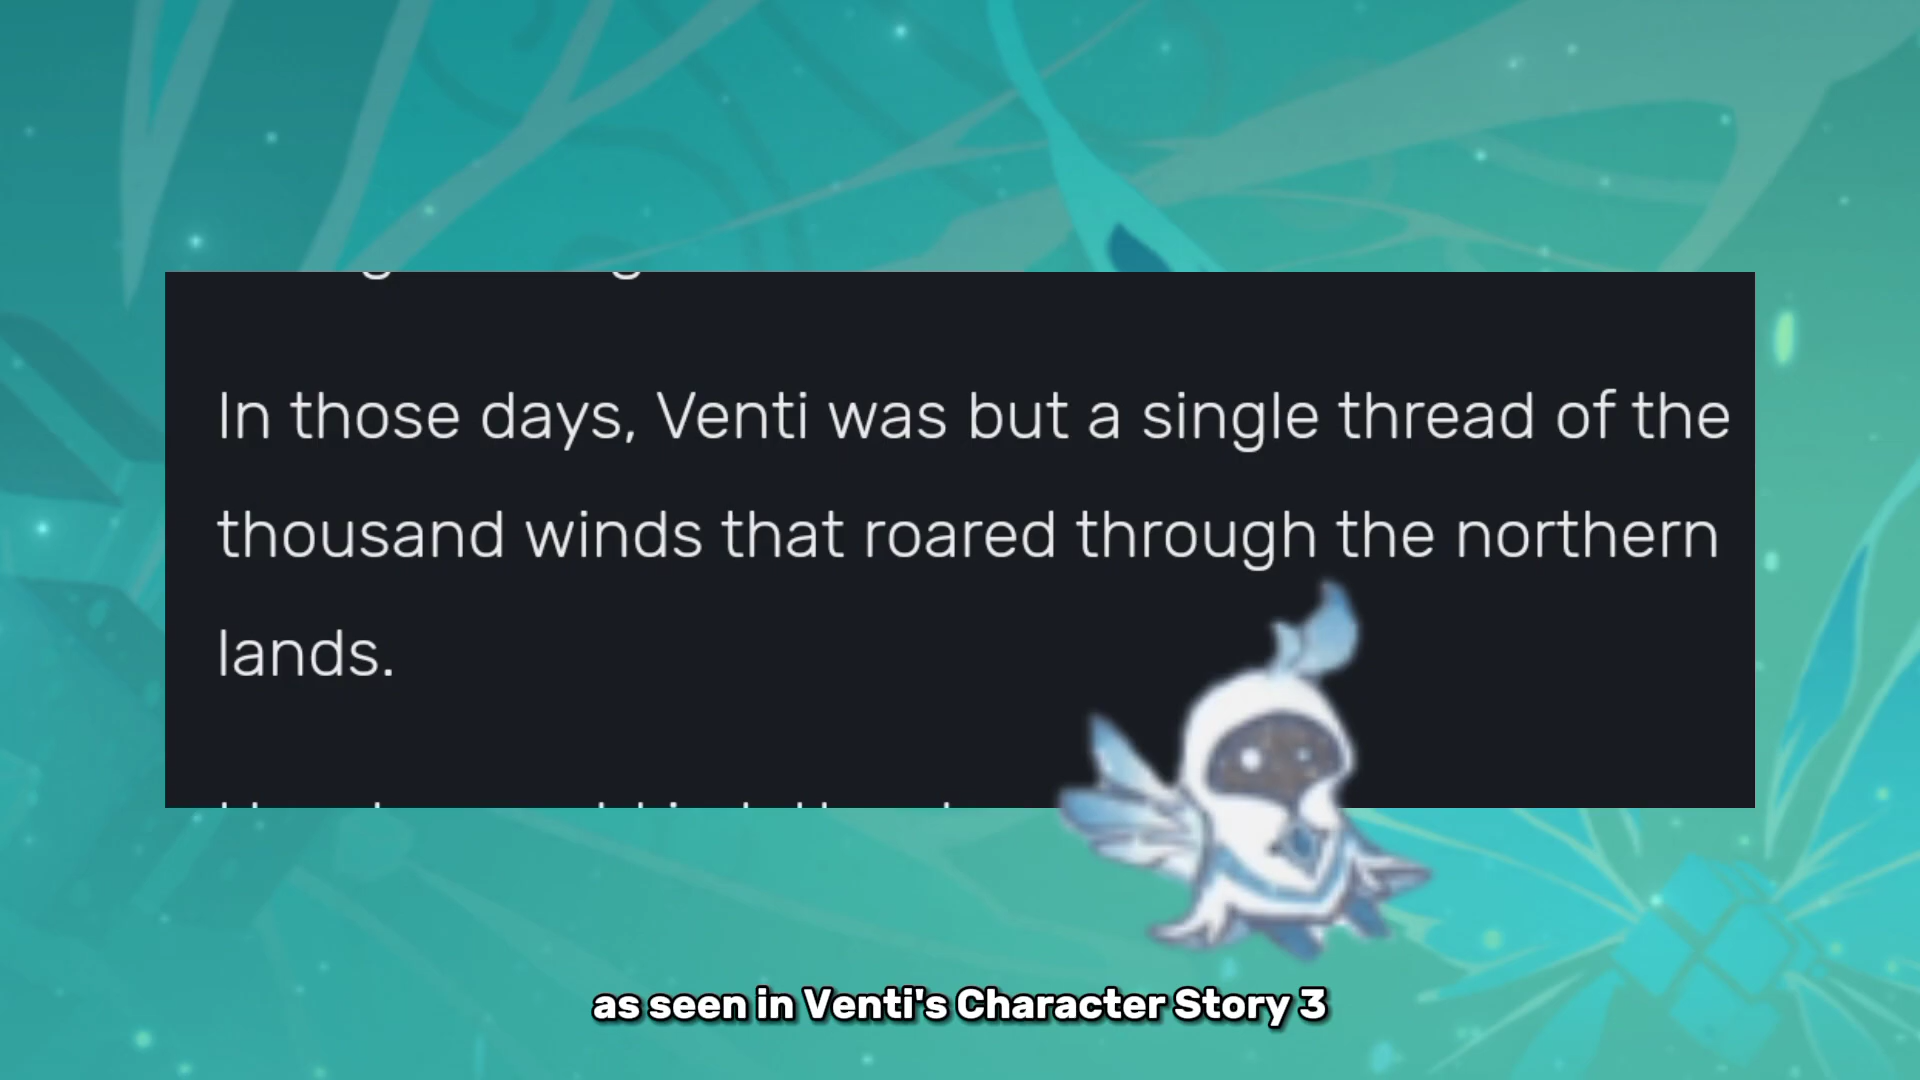 In those days, Venti was but a single thread of the
thousand winds that roared through the northern
lands.
as seen in Venti's Character Story 3